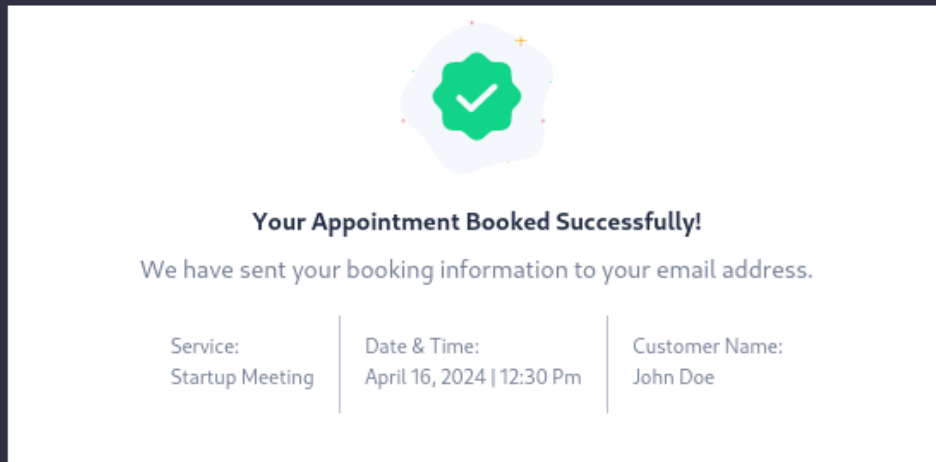 Your Appointment Booked Successfully!
We have sent your booking information to your email address.
Service:
Startup Meeting
Date & Time:
April 16, 2024 | 12:30 Pm
Customer Name:
John Doe